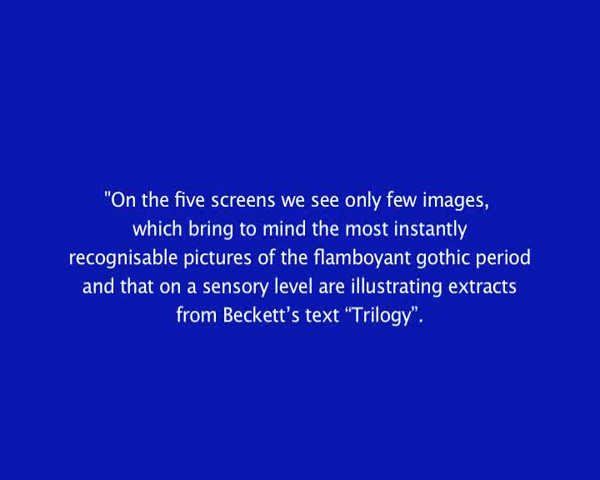 "On the five screens we see only few images,
which bring to mind the most instantly
recognisable pictures of the flamboyant gothic period
and that on a sensory level are illustrating extracts
from Beckett’s text “Trilogy”.